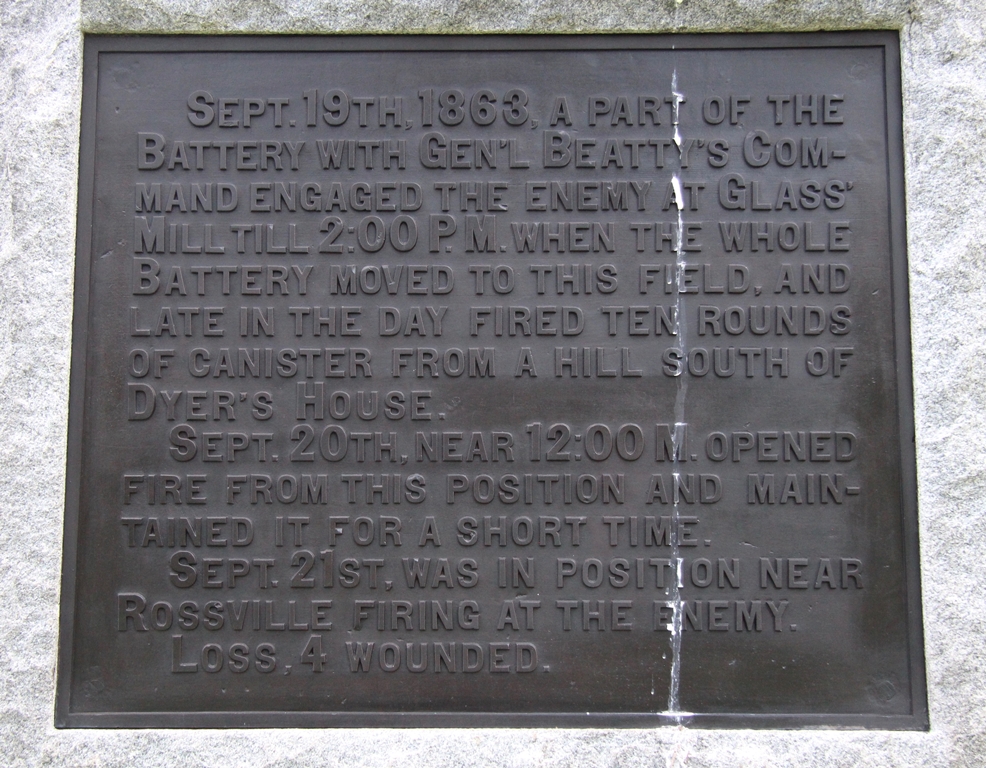 SEPT. 19TH, 1863, A PART OF THE
BATTERY WITH GEN'L BEATTY'S COM-
MAND ENGAGED THE ENEMY AT GLASS'
MILL TILL 2:00 P.M. WHEN THE WHOLE
BATTERY MOVED TO THIS FIELD, AND
LATE IN THE DAY FIRED TEN ROUNDS
OF CANISTER FROM A HILL SOUTH OF
DYER'S HOUSE.
SEPT. 20TH, NEAR 12:00 M. OPENED
FIRE FROM THIS POSITION AND MAIN-
TAINED IT FOR A SHORT TIME.
SEPT. 21ST, WAS IN POSITION NEAR
ROSSVILLE FIRING AT THE ENEMY.
LOSS, 4 WOUNDED.